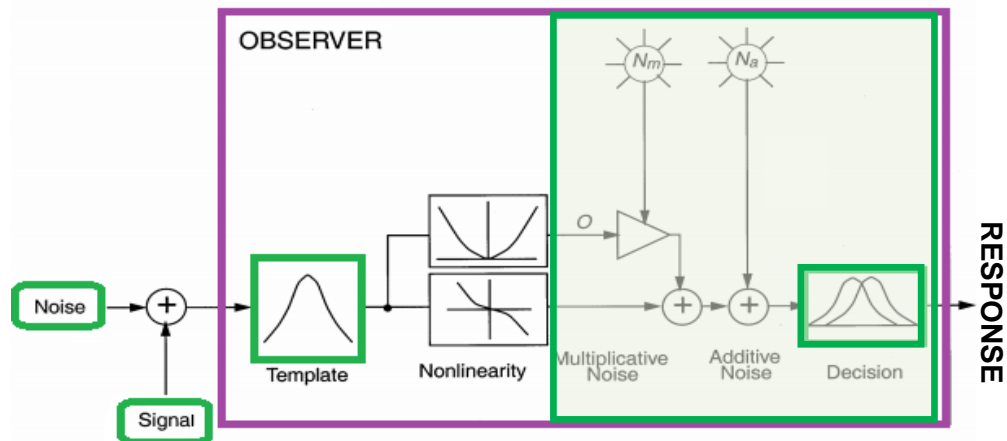 OBSERVER
Nm
Na
O
Noise
+
+
+
Template
Nonlinearity
Multiplicative
Noise
Additive
Noise
Decision
Signal
RESPONSE